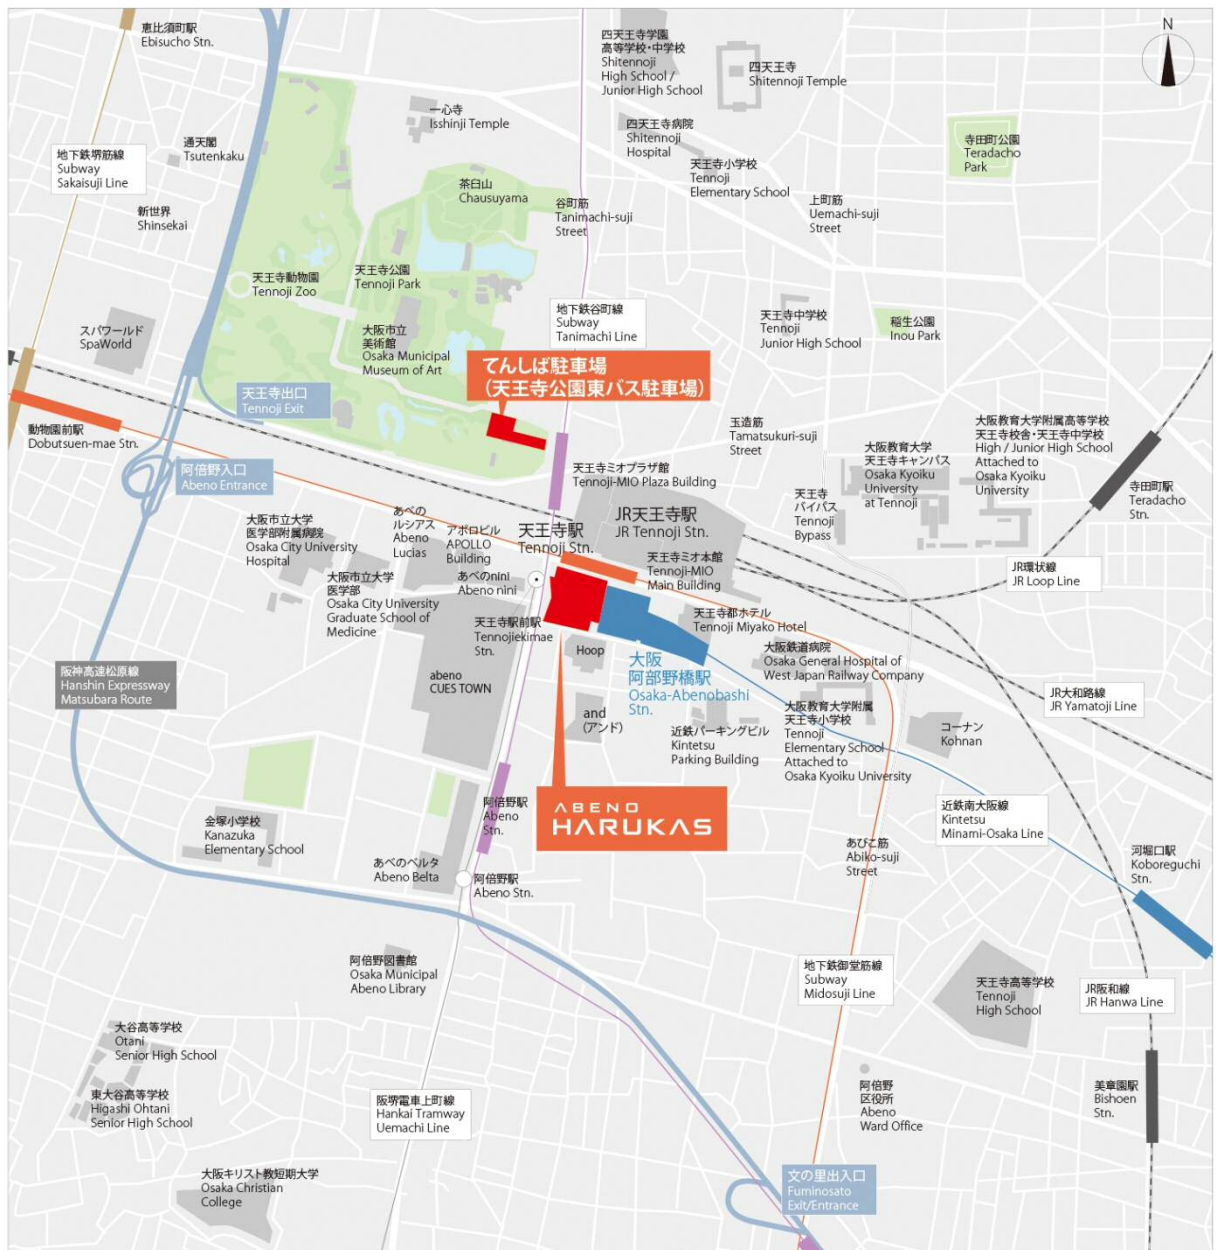 N
恵比須町駅
Ebisucho Stn.
四天王寺学園
高等学校・中学校
Shitennoji
High School /
Junior High School
四天王寺
Shitennoji Temple
一心寺
Isshinji Temple
四天王寺病院
Shitennoji
Hospital
寺田町公園
Teradacho
Park
通天閣
Tsutenkaku
地下鉄堺筋線
Subway
Sakaisuji Line
天王寺小学校
Tennoji
Elementary School
茶臼山
Chausuyama
谷町筋
Tanimachi-suji
Street
上町筋
Uemachi-suji
Street
新世界
Shinsekai
天王寺動物園
Tennoji Zoo
天王寺公園
Tennoji Park
地下鉄谷町線
Subway
Tanimachi Line
天王寺中学校
Tennoji
Junior High School
稲生公園
Inou Park
スパワールド
SpaWorld
大阪市立
美術館
Osaka Municipal
Museum of Art
てんしば駐車場
（天王寺公園東バス駐車場）
天王寺出口
Tennoji Exit
動物園前駅
Dobutsuen-mae Stn.
玉造筋
Tamatsukuri-suji
Street
大阪教育大学
天王寺キャンパス
Osaka Kyoiku
University
at Tennoji
大阪教育大学附属高等学校
天王寺校舎・天王寺中学校
High / Junior High School
Attached to
Osaka Kyoiku
University
寺田町駅
Teradacho
Stn.
阿倍野入口
Abeno Entrance
天王寺ミオプラザ館
Tennoji-MIO Plaza Building
天王寺
バイパス
Tennoji
Bypass
大阪市立大学
医学部附属病院
Osaka City University
Hospital
あべの
ルシアス
Abeno
Lucias
アポロビル
APOLLO
Building
天王寺駅
Tennoji Stn.
JR天王寺駅
JR Tennoji Stn.
天王寺ミオ本館
Tennoji-MIO
Main Building
JR環状線
JR Loop Line
大阪市立大学
医学部
Osaka City University
Graduate School of
Medicine
あべのnini
Abeno nini
天王寺駅前駅
Tennojiekimae
Stn.
天王寺都ホテル
Tennoji Miyako Hotel
Hoop
大阪
阿部野橋駅
Osaka-Abenobashi
Stn.
大阪鉄道病院
Osaka General Hospital of
West Japan Railway Company
阪神高速松原線
Hanshin Expressway
Matsubara Route
abeno
CUES TOWN
and
（アンド）
近鉄パーキングビル
Kintetsu
Parking Building
大阪教育大学附属
天王寺小学校
Tennoji
Elementary School
Attached to
Osaka Kyoiku University
コーナン
Kohnan
JR大和路線
JR Yamatoji Line
阿倍野駅
Abeno
Stn.
ABENO
HARUKAS
近鉄南大阪線
Kintetsu
Minami-Osaka Line
金塚小学校
Kanazuka
Elementary School
あべのベルタ
Abeno Belta
阿倍野駅
Abeno Stn.
あびこ筋
Abiko-suji
Street
河堀口駅
Koboreguchi
Stn.
阿倍野図書館
Osaka Municipal
Abeno Library
地下鉄御堂筋線
Subway
Midosuji Line
天王寺高等学校
Tennoji
High School
JR阪和線
JR Hanwa Line
大谷高等学校
Otani
Senior High School
東大谷高等学校
Higashi Ohtani
Senior High School
阪堺電車上町線
Hankai Tramway
Uemachi Line
阿倍野
区役所
Abeno
Ward Office
美章園駅
Bishoen
Stn.
大阪キリスト教短期大学
Osaka Christian
College
文の里出入口
Fuminosato
Exit/Entrance